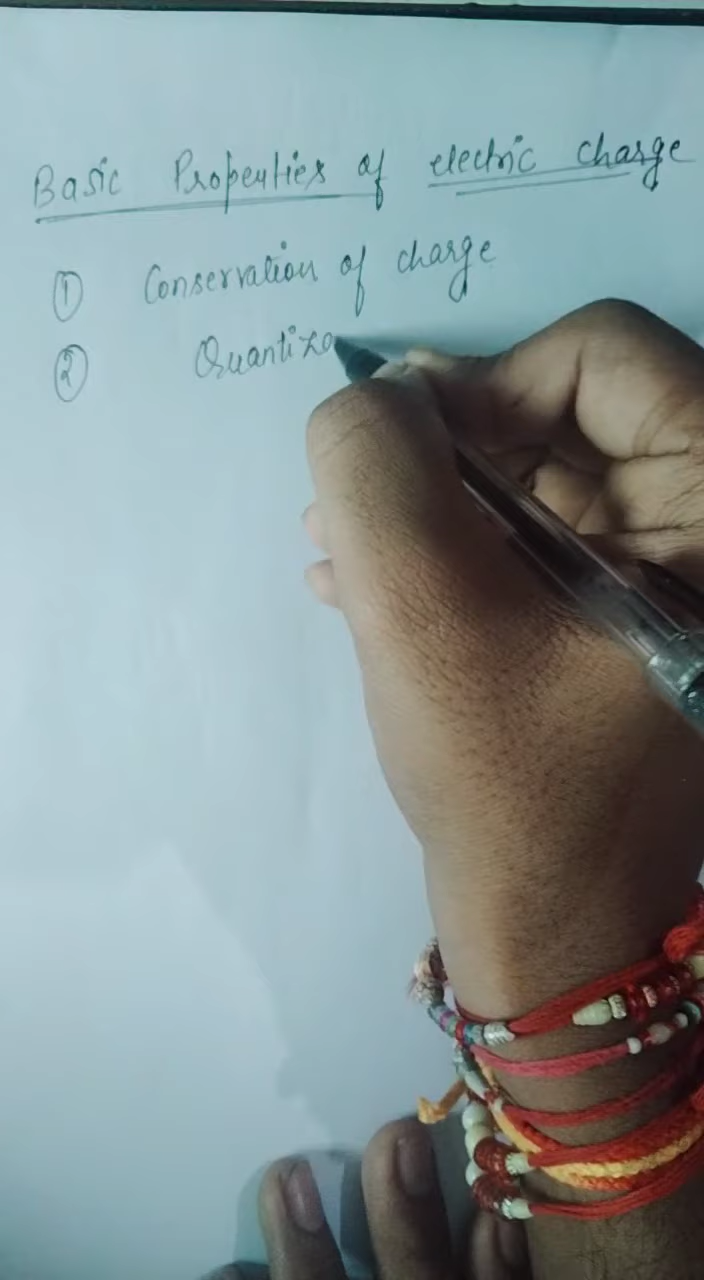 Basic Properties of electric charge
① Conservation of charge
② Quantiza